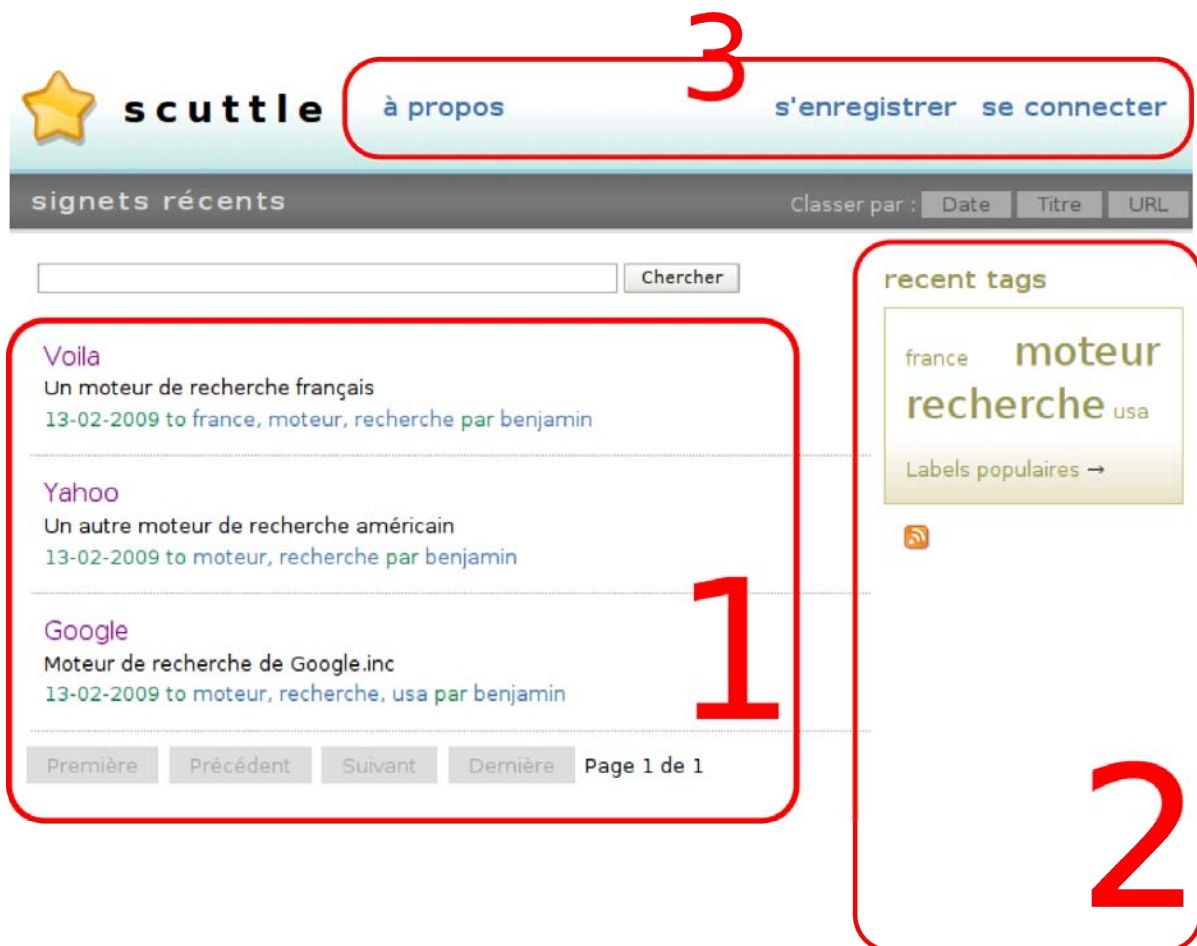 3
scuttle à propos s'enregistrer se connecter
signets récents Classer par : Date Titre URL
Chercher
Voila
Un moteur de recherche français
13-02-2009 to france, moteur, recherche par benjamin
Yahoo
Un autre moteur de recherche américain
13-02-2009 to moteur, recherche par benjamin
Google
Moteur de recherche de Google.inc
13-02-2009 to moteur, recherche, usa par benjamin
1
Première Précédent Suivant Dernière Page 1 de 1
recent tags
france moteur
recherche usa
Labels populaires →
2